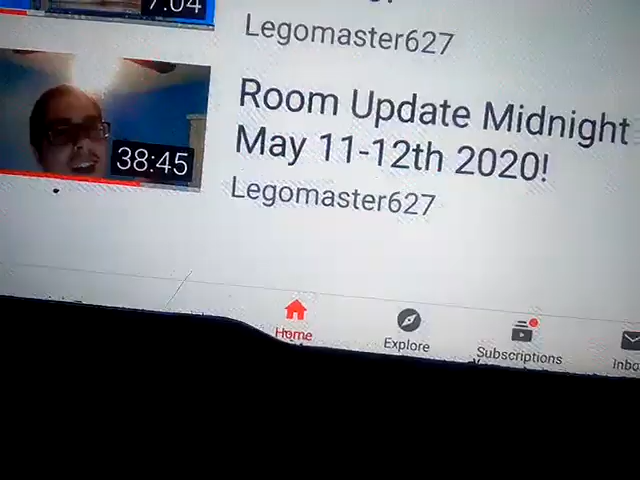 7:04
Legomaster627
38:45
Room Update Midnight
May 11-12th 2020!
Legomaster627
Home
Explore
Subscriptions
Inbo